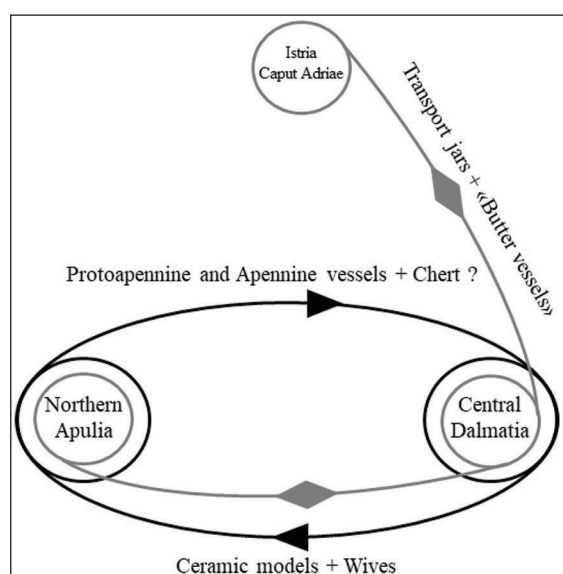 Istria
Caput Adriae
Transport jars + «Butter vessels»
Protoapennine and Apennine vessels + Chert ?
Northern
Apulia
Central
Dalmatia
Ceramic models + Wives